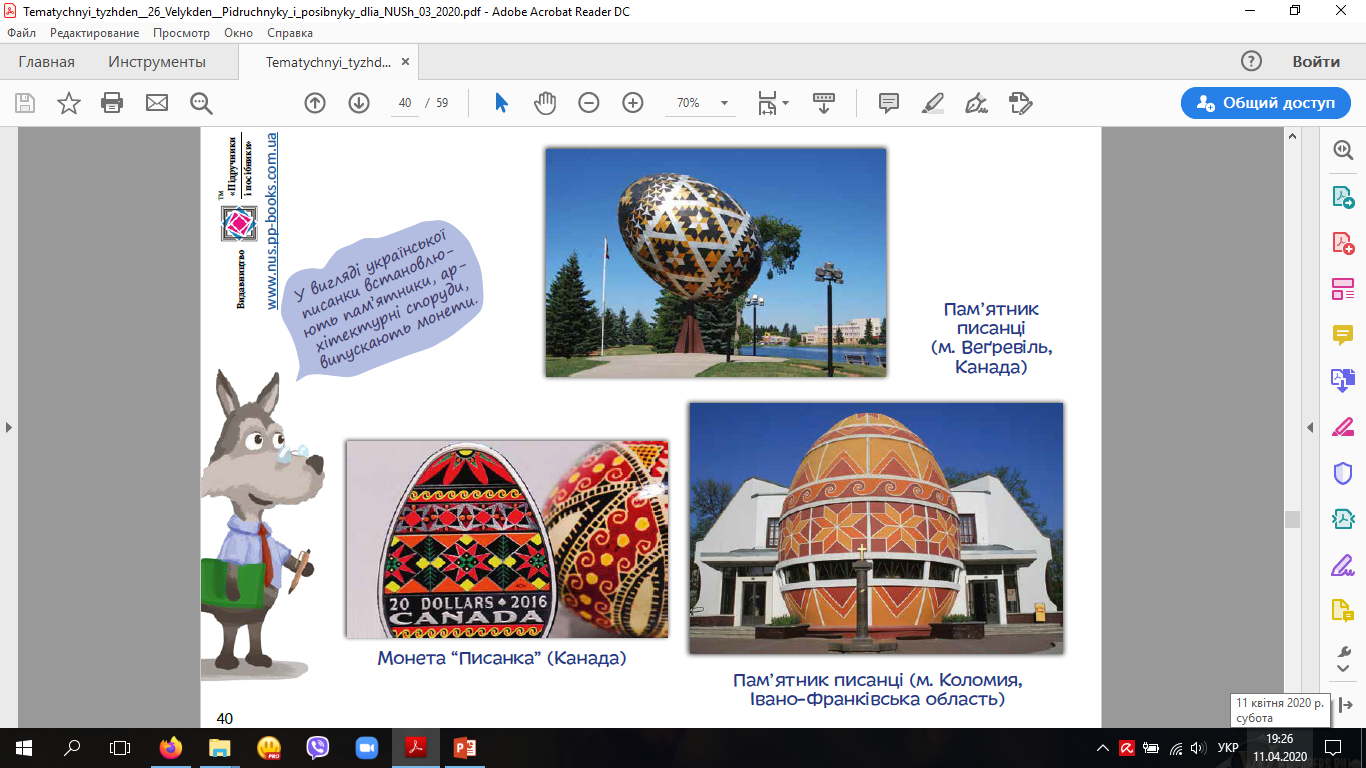 Tematychnyi_tyzhden__26_Velykden__Pidruchnyky_i_posibnyky_dlia_NUSh_03_2020.pdf - Adobe Acrobat Reader DC
Файл Редактирование Просмотр Окно Справка
Главная Инструменты Tematychnyi_tyzhd... ×
Войти
40 / 59
70%
Общий доступ
Видавництво
TM
«Підручники
і посібники»
www.nus.pp-books.com.ua
У вигляді української
писанки встановлю-
ють пам'ятники, ар-
хітектурні споруди,
випускають монети.
Пам'ятник
писанці
(м. Веґревіль,
Канада)
20 DOLLARS 2016
CANADA
Монета “Писанка” (Канада)
Пам'ятник писанці (м. Коломия,
Івано-Франківська область)
40
11 квітня 2020 р.
субота
PRO
УКР
19:26
11.04.2020